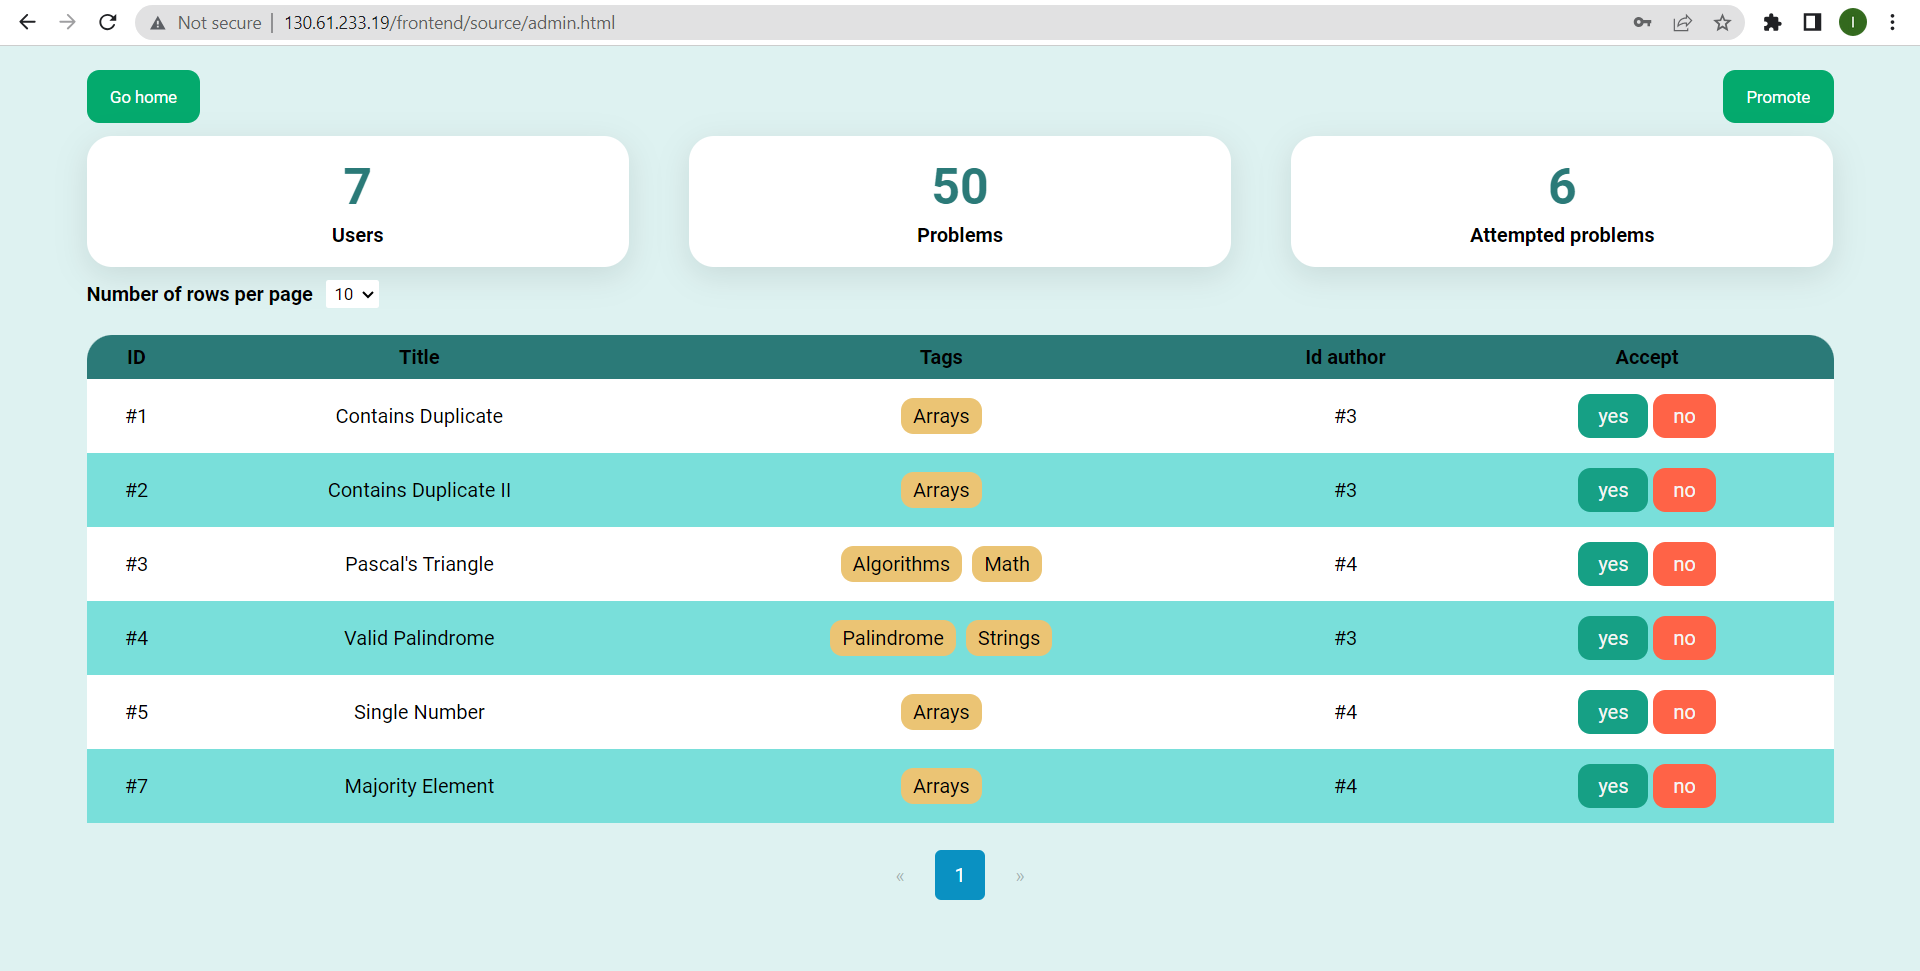 Not secure | 130.61.233.19/frontend/source/admin.html I
Go home Promote
7 50 6
Users Problems Attempted problems
Number of rows per page 10
ID Title Tags Id author Accept
#1 Contains Duplicate Arrays #3 yes no
#2 Contains Duplicate II Arrays #3 yes no
#3 Pascal's Triangle Algorithms Math #4 yes no
#4 Valid Palindrome Palindrome Strings #3 yes no
#5 Single Number Arrays #4 yes no
#7 Majority Element Arrays #4 yes no
« 1 »